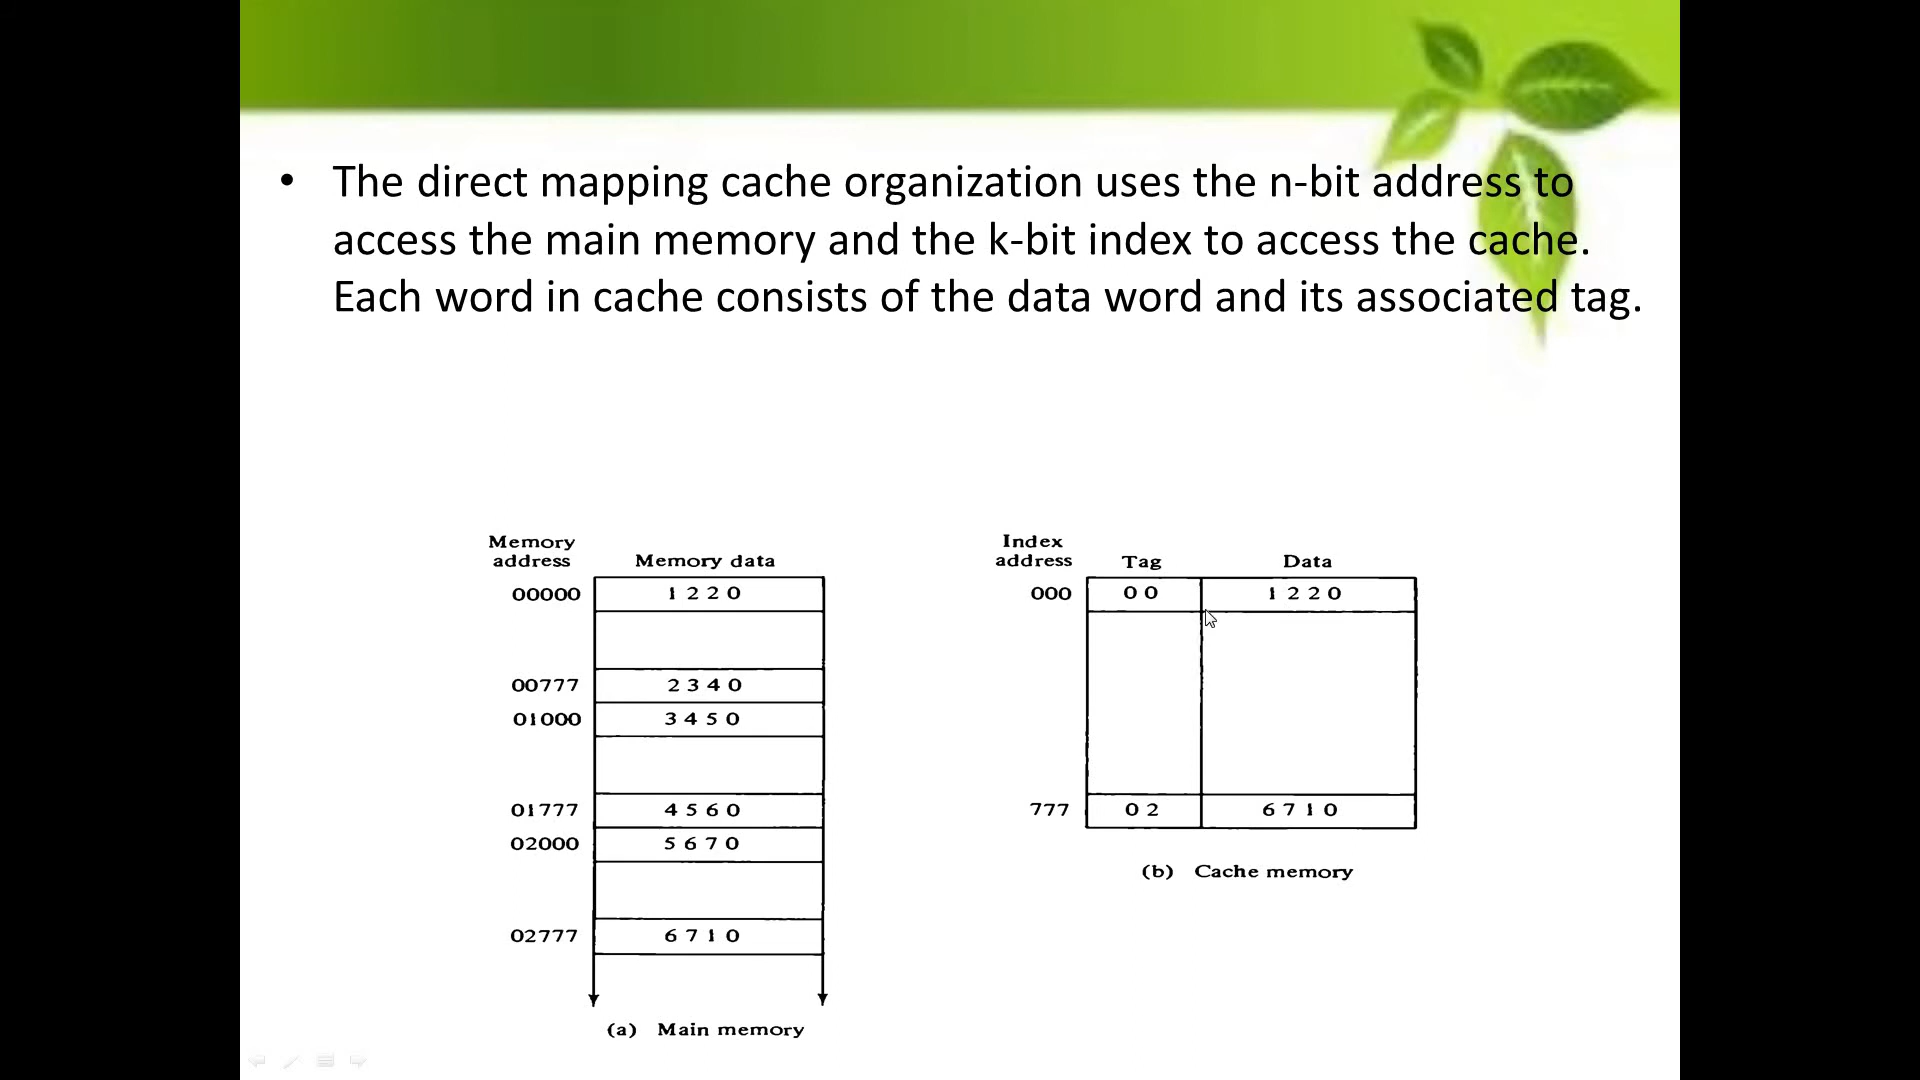 • The direct mapping cache organization uses the n-bit address to
access the main memory and the k-bit index to access the cache.
Each word in cache consists of the data word and its associated tag.
Memory
address Memory data
00000 1 2 2 0
00777 2 3 4 0
01000 3 4 5 0
01777 4 5 6 0
02000 5 6 7 0
02777 6 7 1 0
(a) Main memory
Index
address Tag Data
000 0 0 1 2 2 0
777 0 2 6 7 1 0
(b) Cache memory